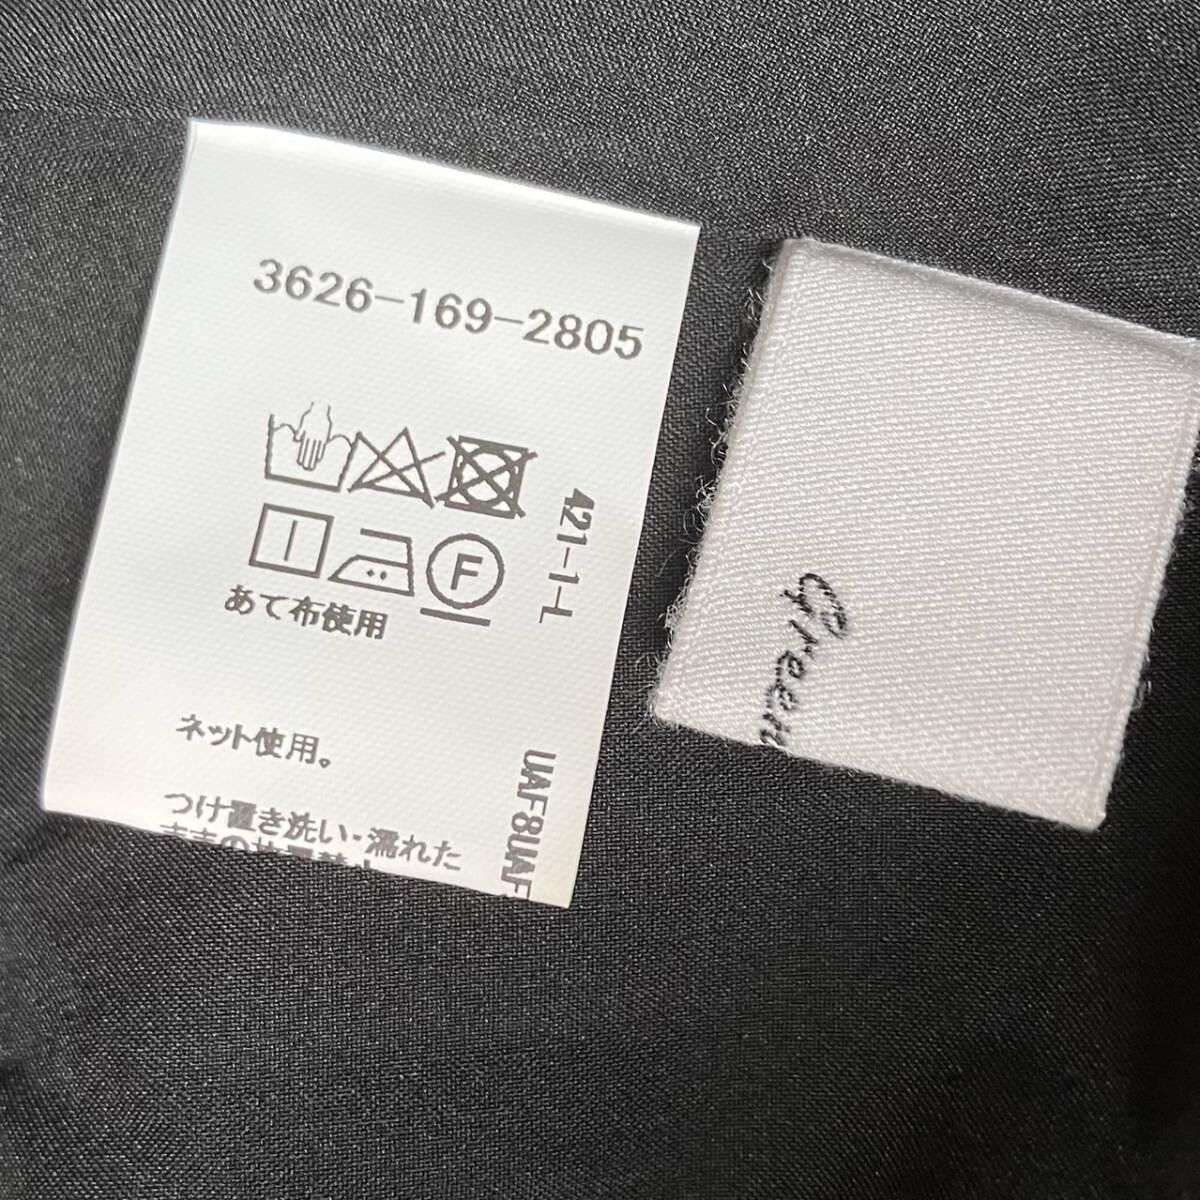 3626-169-2805
F
あて布使用
421-1-L
ネット使用。
つけ置き洗い・濡れた
UAF8UAF
Green